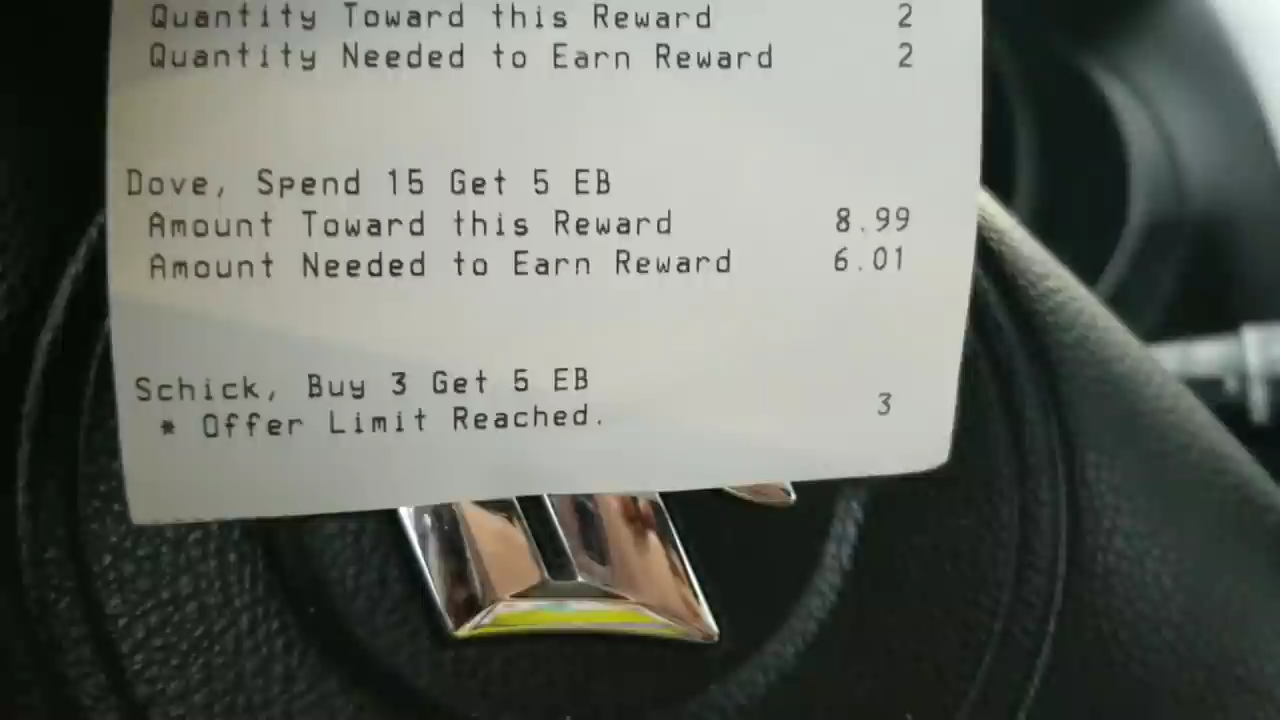 Quantity Toward this Reward 2
Quantity Needed to Earn Reward 2
Dove, Spend 15 Get 5 EB
Amount Toward this Reward 8.99
Amount Needed to Earn Reward 6.01
Schick, Buy 3 Get 5 EB
* Offer Limit Reached. 3